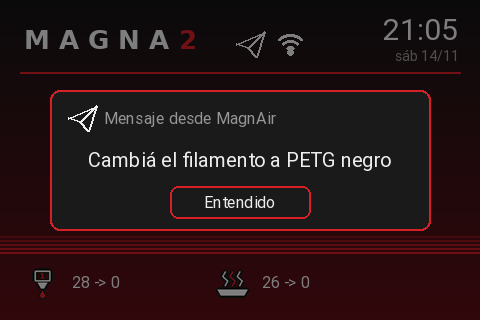 MAGNA2
21:05
sáb 14/11
Mensaje desde MagnAir
Cambiá el filamento a PETG negro
Entendido
28 -> 0
26 -> 0